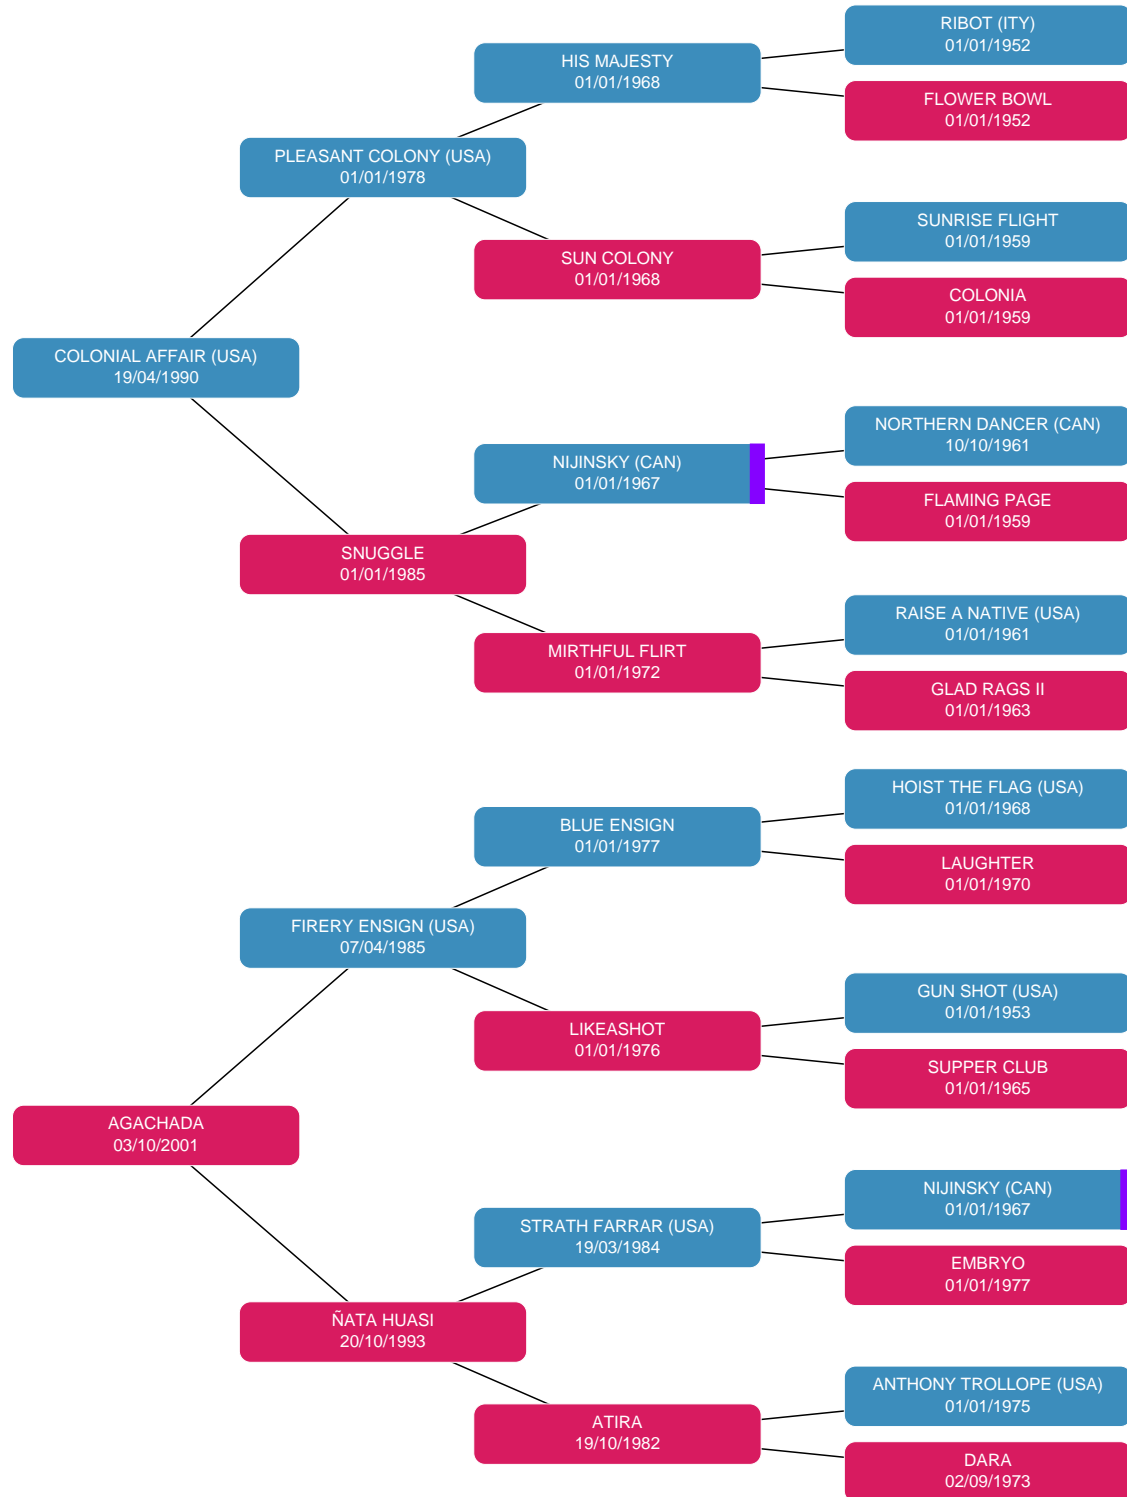 RIBOT (ITY)
01/01/1952
HIS MAJESTY
01/01/1968
FLOWER BOWL
01/01/1952
PLEASANT COLONY (USA)
01/01/1978
SUNRISE FLIGHT
01/01/1959
SUN COLONY
01/01/1968
COLONIA
01/01/1959
COLONIAL AFFAIR (USA)
19/04/1990
NORTHERN DANCER (CAN)
10/10/1961
NIJINSKY (CAN)
01/01/1967
FLAMING PAGE
01/01/1959
SNUGGLE
01/01/1985
RAISE A NATIVE (USA)
01/01/1961
MIRTHFUL FLIRT
01/01/1972
GLAD RAGS II
01/01/1963
HOIST THE FLAG (USA)
01/01/1968
BLUE ENSIGN
01/01/1977
LAUGHTER
01/01/1970
FIRERY ENSIGN (USA)
07/04/1985
GUN SHOT (USA)
01/01/1953
LIKEASHOT
01/01/1976
SUPPER CLUB
01/01/1965
AGACHADA
03/10/2001
NIJINSKY (CAN)
01/01/1967
STRATH FARRAR (USA)
19/03/1984
EMBRYO
01/01/1977
ÑATA HUASI
20/10/1993
ANTHONY TROLLOPE (USA)
01/01/1975
ATIRA
19/10/1982
DARA
02/09/1973